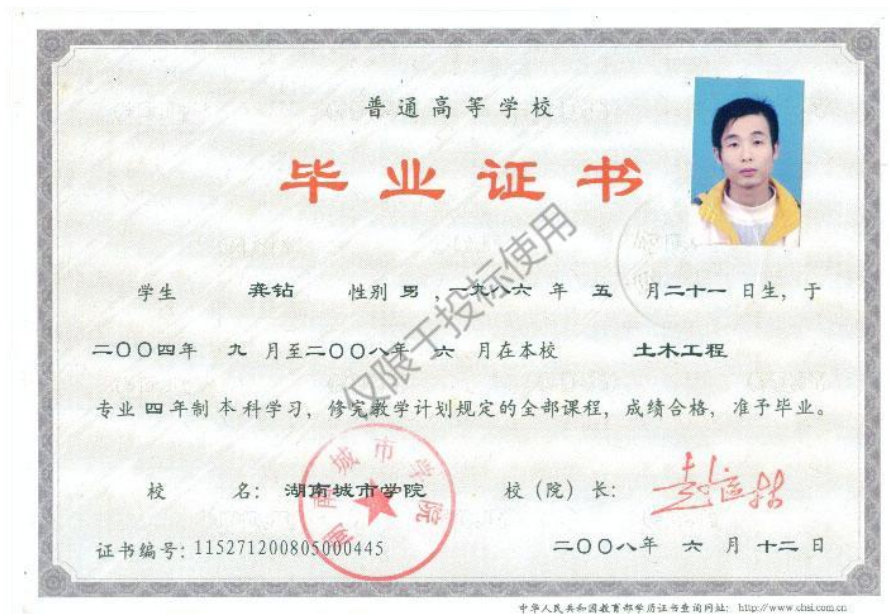 普通高等学校
毕业证书
仅限于投标使用
学生 龚钻 性别 男 ,一九八六 年 五 月二十一 日生, 于
二〇〇四年 九 月至二〇〇八年 六 月在本校 土木工程
专业 四 年制 本 科学习, 修完教学计划规定的全部课程, 成绩合格, 准予毕业。
校 名: 湖南城市学院 校 (院) 长:
湖南城市学院
证书编号: 115271200805000445 二〇〇八年 六 月 十二 日
中华人民共和国教育部学历证书查询网址: http://www.chsi.com.cn